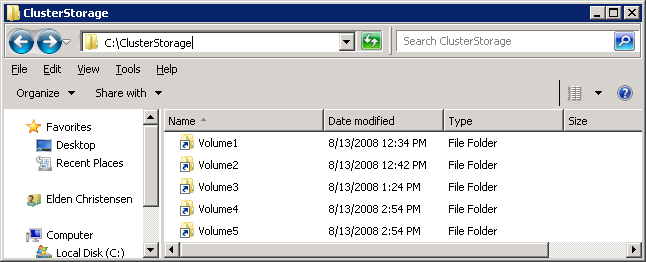 ClusterStorage
C:\ClusterStorage
Search ClusterStorage
File Edit View Tools Help
Organize Share with
Favorites
Desktop
Recent Places
Elden Christensen
Computer
Local Disk (C:)
Name Date modified Type Size
Volume1 8/13/2008 12:34 PM File Folder
Volume2 8/13/2008 12:42 PM File Folder
Volume3 8/13/2008 1:24 PM File Folder
Volume4 8/13/2008 2:54 PM File Folder
Volume5 8/13/2008 2:54 PM File Folder